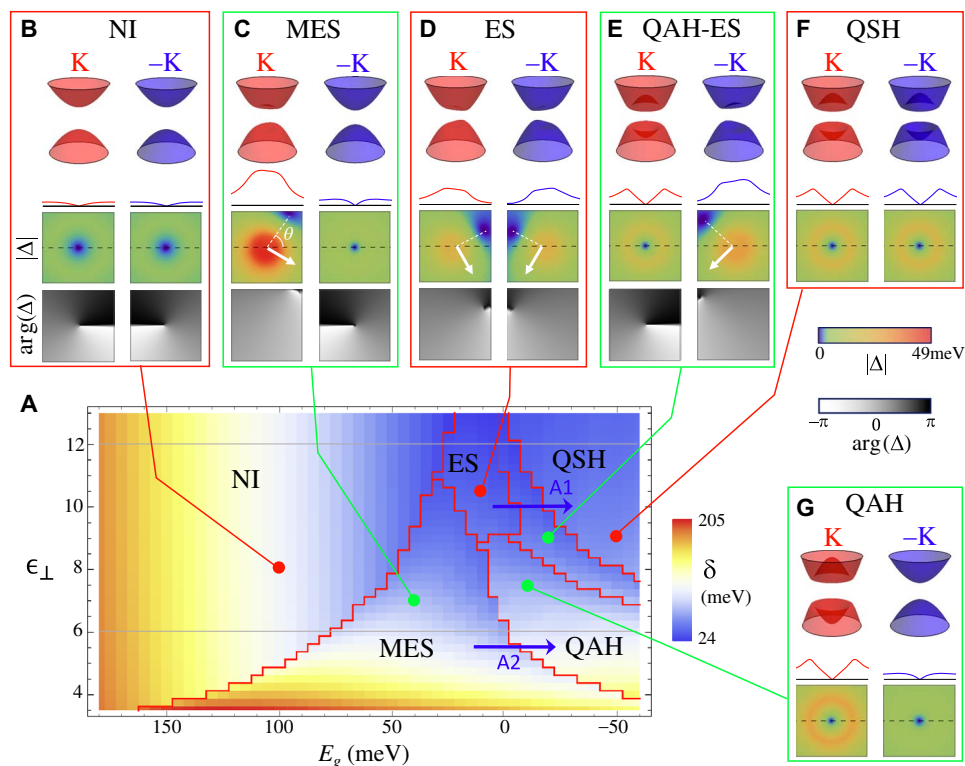 B NI
K −K
C MES
K −K
D ES
K −K
E QAH-ES
K −K
F QSH
K −K
|Δ|
θ
arg(Δ)
0 49meV
|Δ|
−π 0 π
arg(Δ)
A
12
10
8
6
4
ϵ⊥
NI
ES
QSH
A1
MES
A2
QAH
150 100 50 0 −50
E_g (meV)
205
δ
(meV)
24
G QAH
K −K